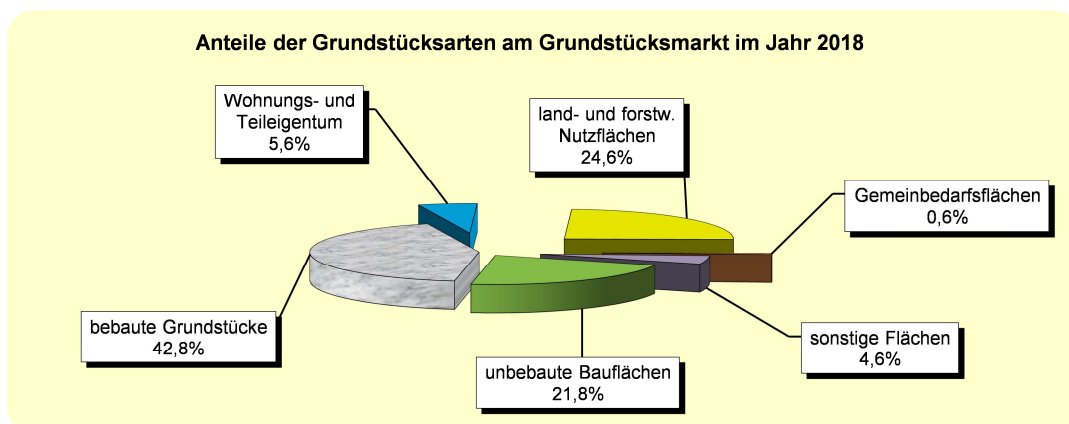 Anteile der Grundstücksarten am Grundstücksmarkt im Jahr 2018
Wohnungs- und
Teileigentum
5,6%
land- und forstw.
Nutzflächen
24,6%
Gemeinbedarfsflächen
0,6%
bebaute Grundstücke
42,8%
unbebaute Bauflächen
21,8%
sonstige Flächen
4,6%